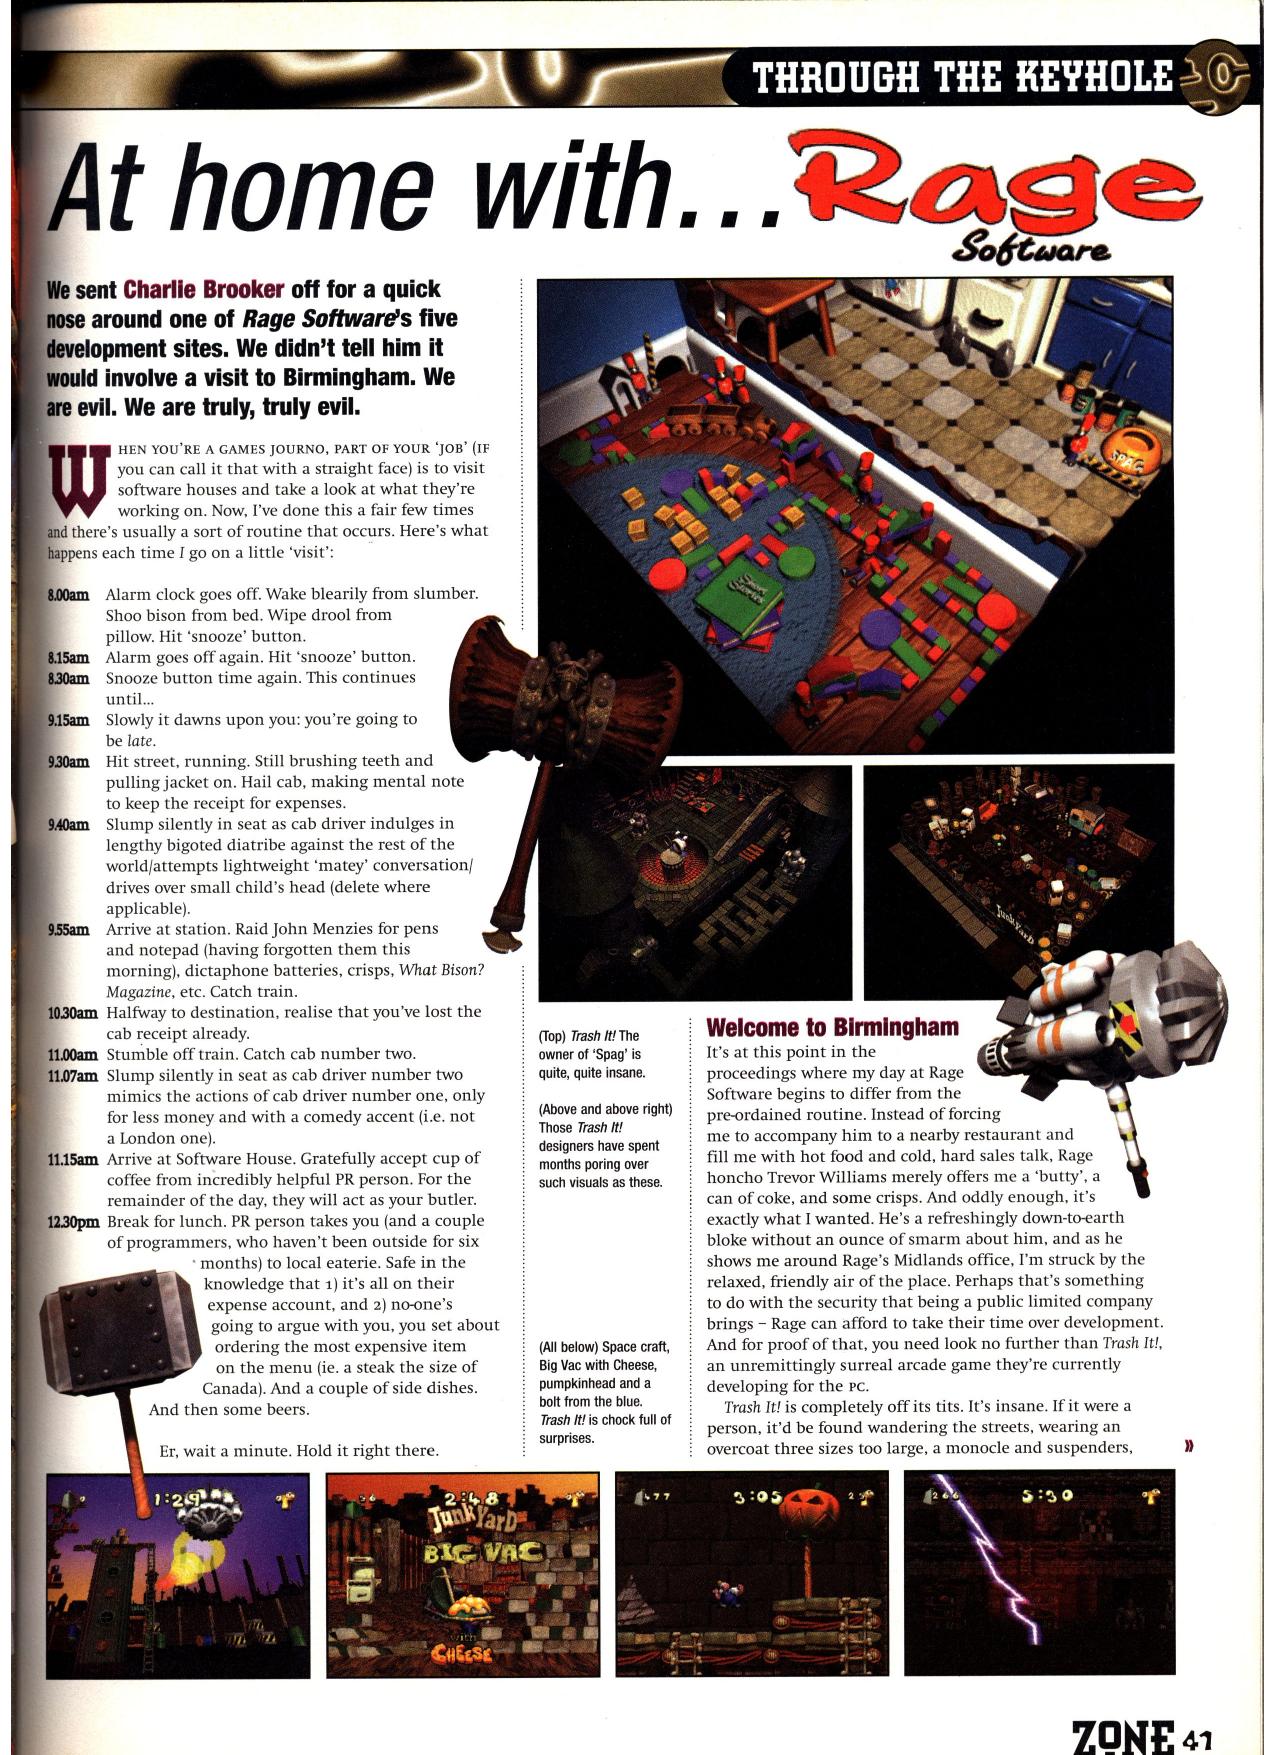 THROUGH THE KEYHOLE
At home with... Rage
Software
We sent Charlie Brooker off for a quick
nose around one of Rage Software's five
development sites. We didn't tell him it
would involve a visit to Birmingham. We
are evil. We are truly, truly evil.
WHEN YOU'RE A GAMES JOURNO, PART OF YOUR 'JOB' (IF
you can call it that with a straight face) is to visit
software houses and take a look at what they're
working on. Now, I've done this a fair few times
and there's usually a sort of routine that occurs. Here's what
happens each time I go on a little 'visit':
8.00am Alarm clock goes off. Wake blearily from slumber.
Shoo bison from bed. Wipe drool from
pillow. Hit 'snooze' button.
8.15am Alarm goes off again. Hit 'snooze' button.
8.30am Snooze button time again. This continues
until...
9.15am Slowly it dawns upon you: you're going to
be late.
9.30am Hit street, running. Still brushing teeth and
pulling jacket on. Hail cab, making mental note
to keep the receipt for expenses.
9.40am Slump silently in seat as cab driver indulges in
lengthy bigoted diatribe against the rest of the
world/attempts lightweight 'matey' conversation/
drives over small child's head (delete where
applicable).
9.55am Arrive at station. Raid John Menzies for pens
and notepad (having forgotten them this
morning), dictaphone batteries, crisps, What Bison?
Magazine, etc. Catch train.
10.30am Halfway to destination, realise that you've lost the
cab receipt already.
11.00am Stumble off train. Catch cab number two.
11.07am Slump silently in seat as cab driver number two
mimics the actions of cab driver number one, only
for less money and with a comedy accent (i.e. not
a London one).
11.15am Arrive at Software House. Gratefully accept cup of
coffee from incredibly helpful PR person. For the
remainder of the day, they will act as your butler.
12.30pm Break for lunch. PR person takes you (and a couple
of programmers, who haven't been outside for six
months) to local eaterie. Safe in the
knowledge that 1) it's all on their
expense account, and 2) no-one's
going to argue with you, you set about
ordering the most expensive item
on the menu (ie. a steak the size of
Canada). And a couple of side dishes.
And then some beers.
Er, wait a minute. Hold it right there.
SPAG
Junkyard
(Top) Trash It! The
owner of 'Spag' is
quite, quite insane.
(Above and above right)
Those Trash It!
designers have spent
months poring over
such visuals as these.
(All below) Space craft,
Big Vac with Cheese,
pumpkinhead and a
bolt from the blue.
Trash It! is chock full of
surprises.
Welcome to Birmingham
It's at this point in the
proceedings where my day at Rage
Software begins to differ from the
pre-ordained routine. Instead of forcing
me to accompany him to a nearby restaurant and
fill me with hot food and cold, hard sales talk, Rage
honcho Trevor Williams merely offers me a 'butty', a
can of coke, and some crisps. And oddly enough, it's
exactly what I wanted. He's a refreshingly down-to-earth
bloke without an ounce of smarm about him, and as he
shows me around Rage's Midlands office, I'm struck by the
relaxed, friendly air of the place. Perhaps that's something
to do with the security that being a public limited company
brings – Rage can afford to take their time over development.
And for proof of that, you need look no further than Trash It!,
an unremittingly surreal arcade game they're currently
developing for the PC.
Trash It! is completely off its tits. It's insane. If it were a
person, it'd be found wandering the streets, wearing an
overcoat three sizes too large, a monocle and suspenders, »
1:29
2:48
JunkYarD
BIG VAC
with
CHEESE
477 3:05
266 5:30
ZONE 41